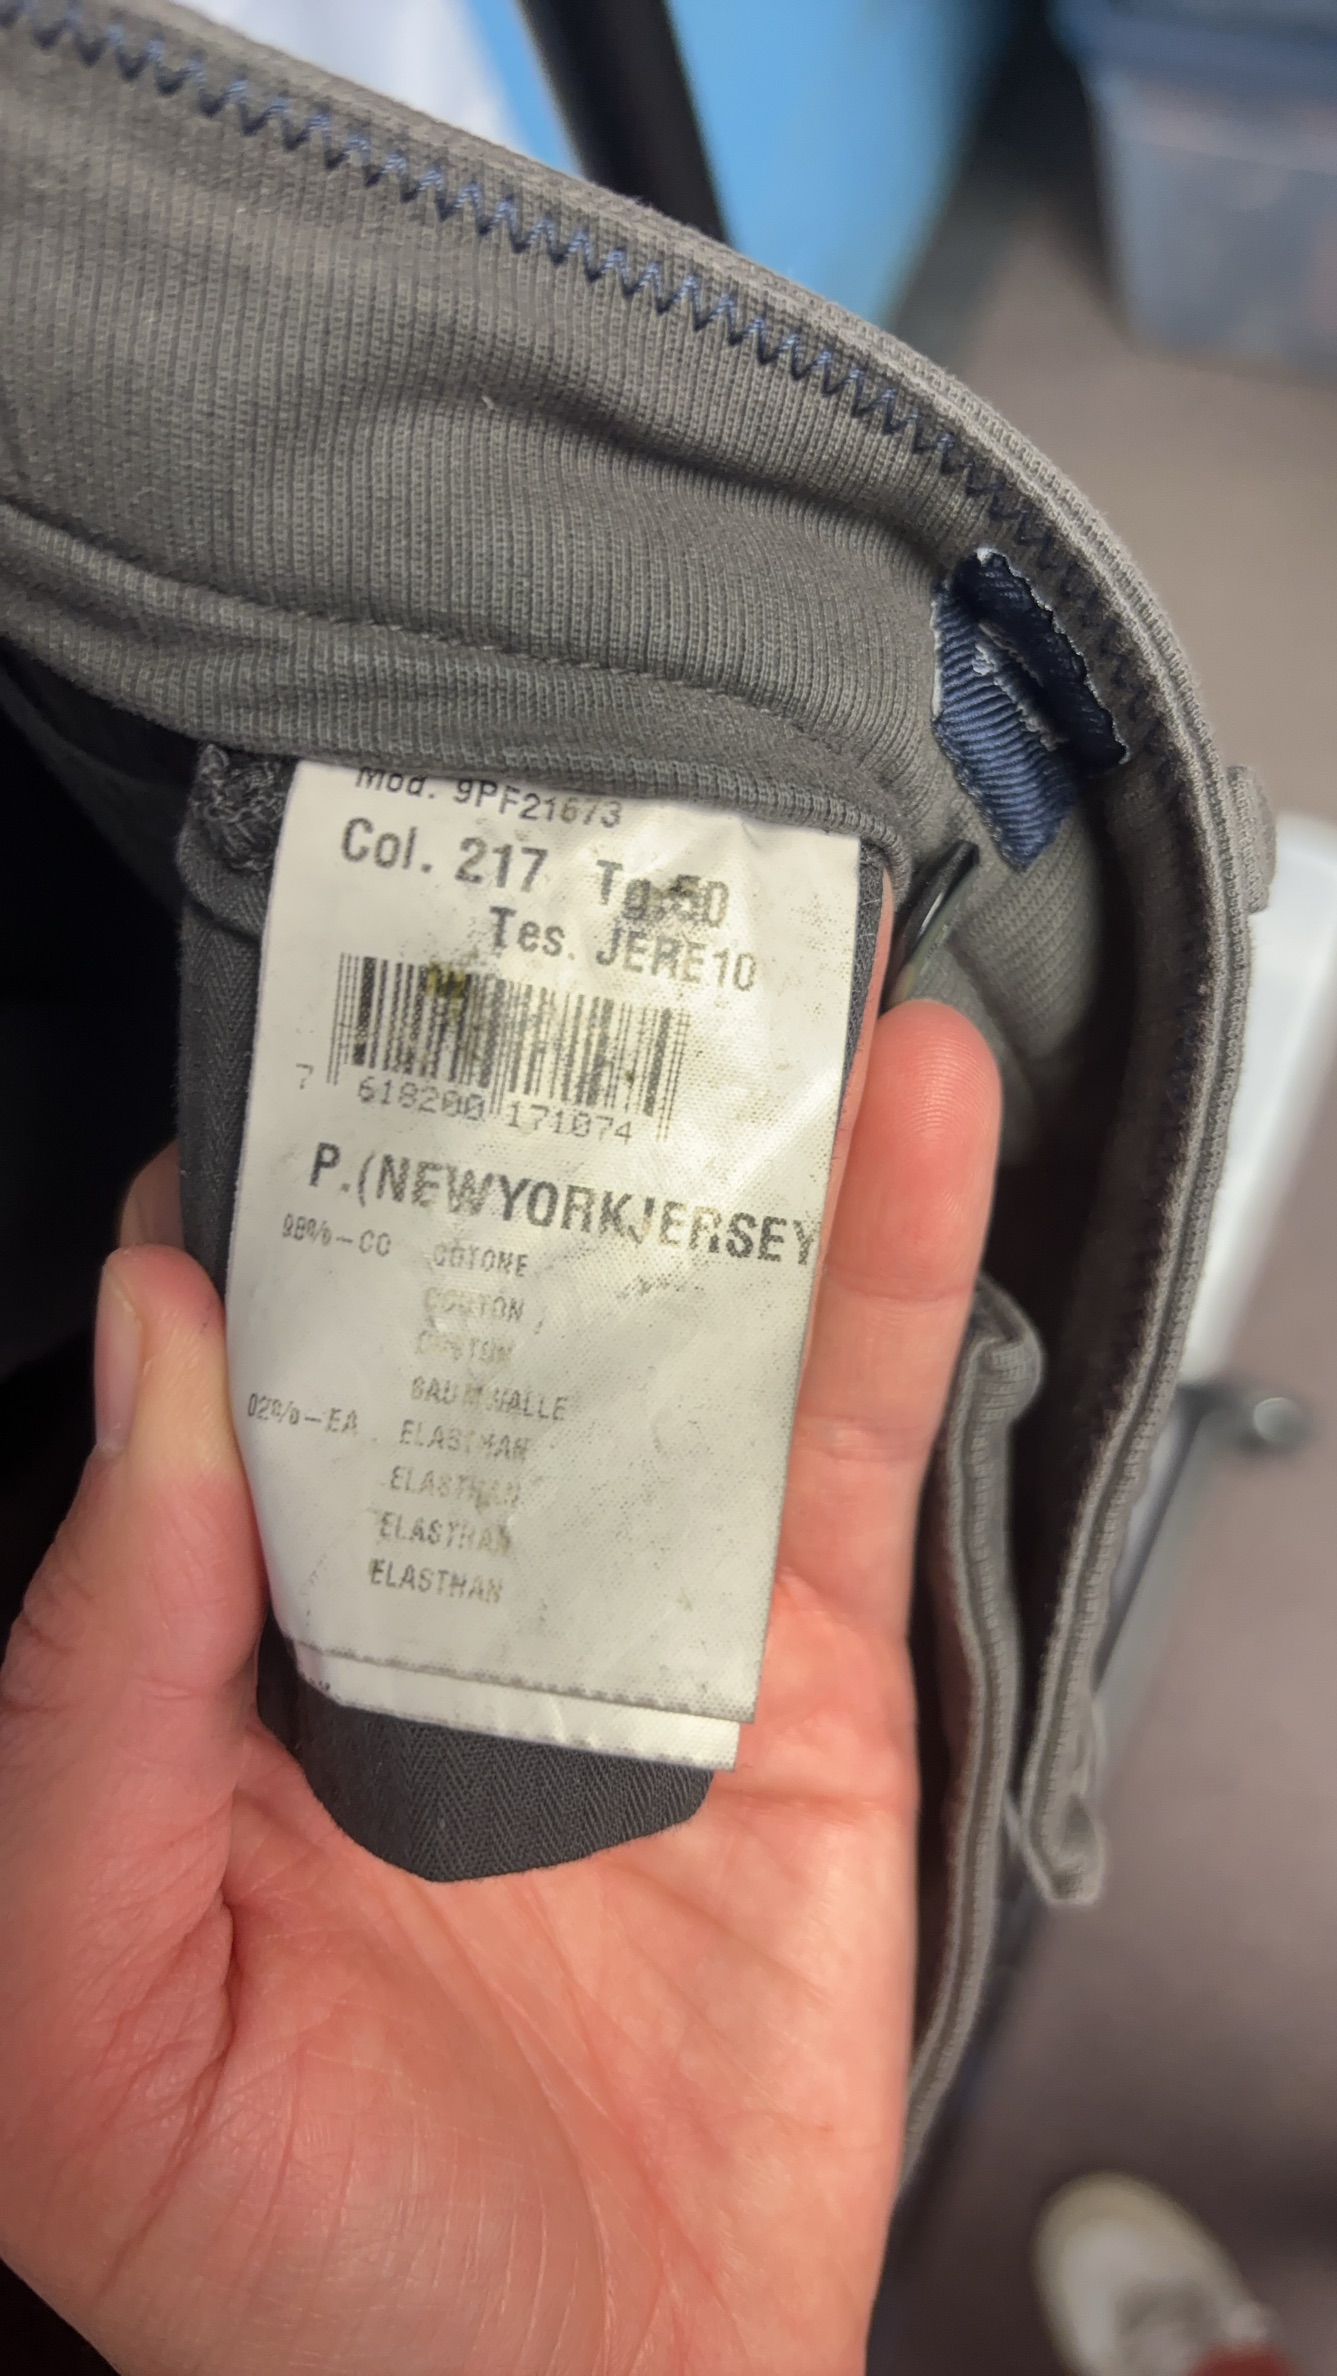 Mod. 9PF21673
Col. 217 Tg.50
Tes. JERE10
7 618200 171074
P.(NEWYORKJERSEY
98%-CO COTONE
COTTON
COTTON
BAUMWALLE
02%-EA ELASTHAN
ELASTHAN
ELASTHAN
ELASTHAN